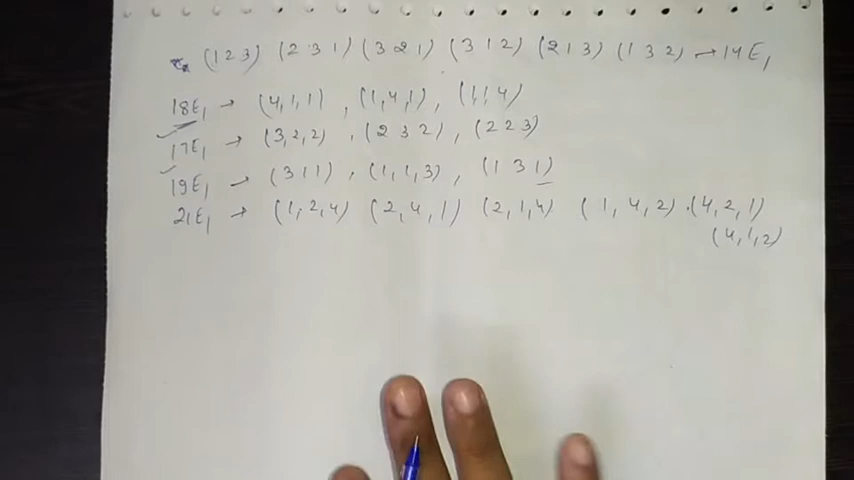 (1 2 3) (2 3 1) (3 2 1) (3 1 2) (2 1 3) (1 3 2) → 14 E1
18E1 → (4,1,1) , (1,4,1) , (1,1,4)
17E1 → (3,2,2) , (2 3 2) , (2 2 3)
19E1 → (3 1 1) , (1,1,3) , (1 3 1)
21E1 → (1,2,4) (2,4,1) (2,1,4) (1,4,2) (4,2,1)
(4,1,2)